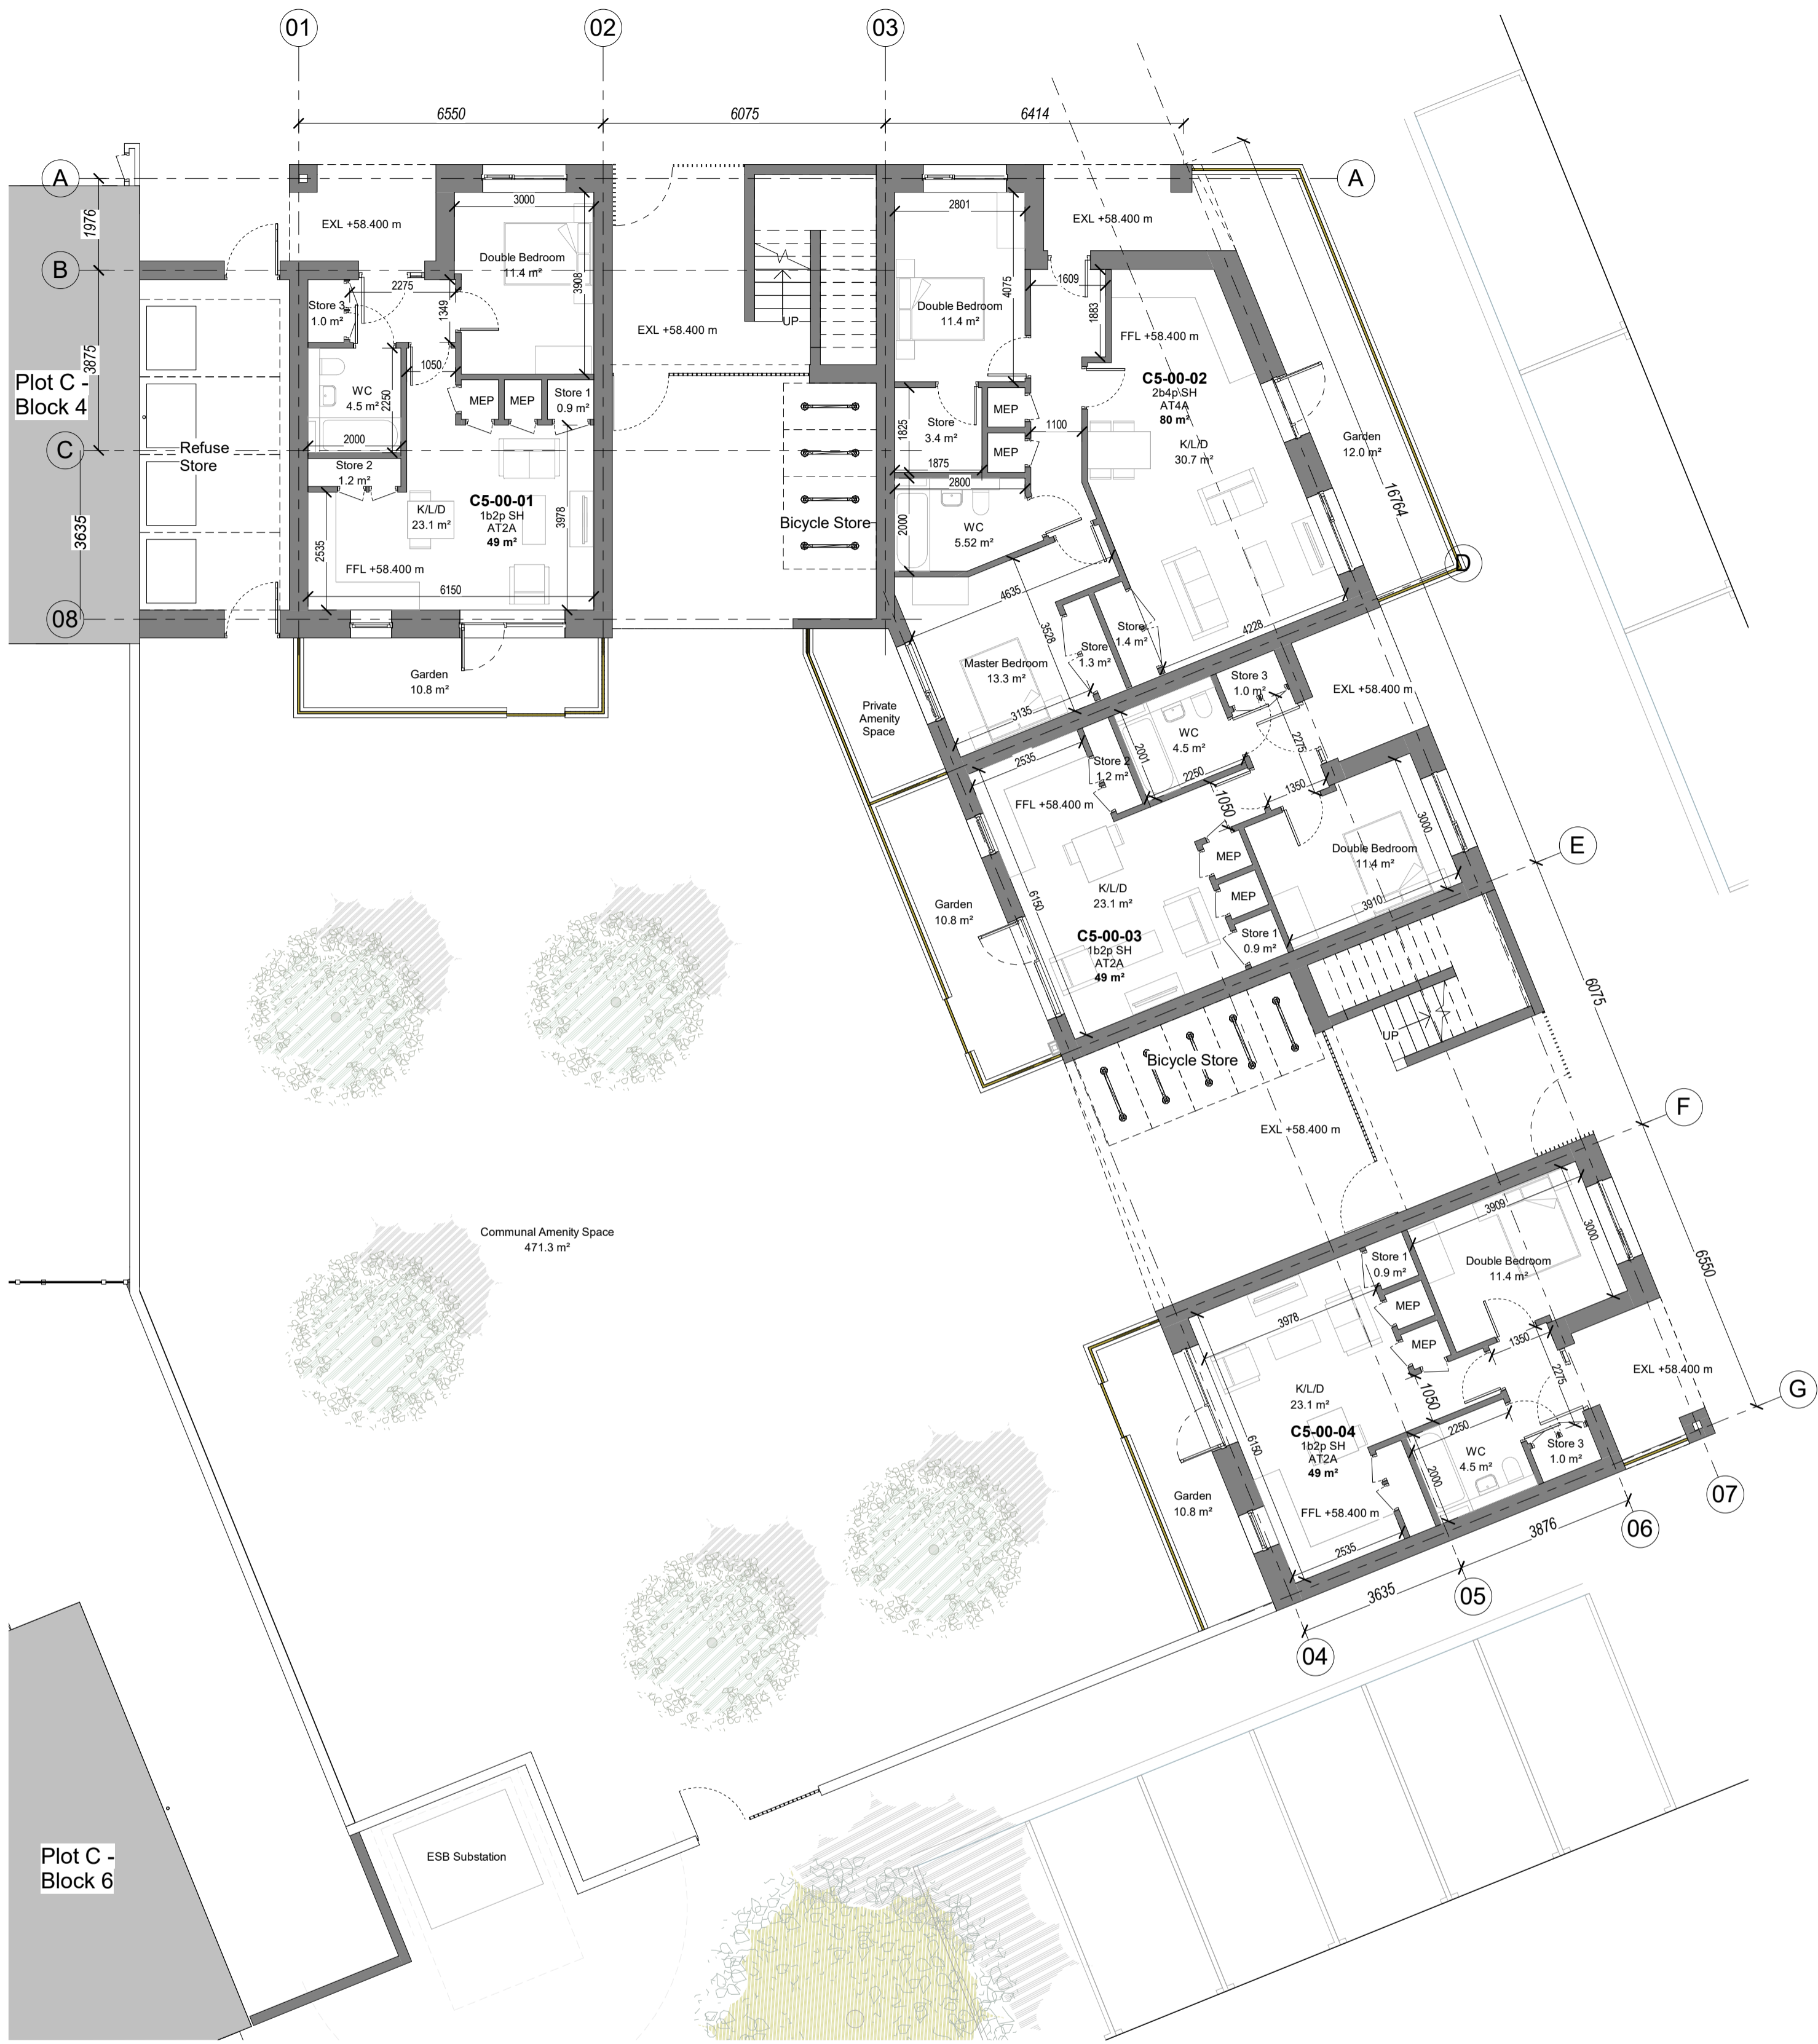 01
02
03
6550
6075
6414
A
A
B
C
08
1976
3875
3635
Plot C -
Block 4
Refuse
Store
EXL +58.400 m
3000
Double Bedroom
11.4 m²
3908
2275
1349
Store 3
1.0 m²
1050
WC
4.5 m²
2250
2000
MEP
MEP
Store 1
0.9 m²
Store 2
1.2 m²
K/L/D
23.1 m²
C5-00-01
1b2p SH
AT2A
49 m²
3978
2535
FFL +58.400 m
6150
Garden
10.8 m²
EXL +58.400 m
UP
Bicycle Store
2801
Double Bedroom
11.4 m²
4075
EXL +58.400 m
1609
1883
FFL +58.400 m
C5-00-02
2b4p SH
AT4A
80 m²
K/L/D
30.7 m²
Garden
12.0 m²
16764
D
MEP
MEP
Store
3.4 m²
1825
1875
1100
2800
2000
WC
5.52 m²
4635
3528
Store
1.4 m²
Store
1.3 m²
4228
Master Bedroom
13.3 m²
3135
Private
Amenity
Space
Store 3
1.0 m²
EXL +58.400 m
WC
4.5 m²
2001
2250
2275
2535
Store 2
1.2 m²
FFL +58.400 m
1050
1350
3000
Double Bedroom
11.4 m²
3910
E
MEP
MEP
Store 1
0.9 m²
K/L/D
23.1 m²
C5-00-03
1b2p SH
AT2A
49 m²
6150
Garden
10.8 m²
6075
UP
Bicycle Store
EXL +58.400 m
F
Communal Amenity Space
471.3 m²
3909
3000
Double Bedroom
11.4 m²
6550
Store 1
0.9 m²
MEP
MEP
3978
1350
2275
1050
EXL +58.400 m
G
K/L/D
23.1 m²
C5-00-04
1b2p SH
AT2A
49 m²
6150
2250
WC
4.5 m²
2000
Store 3
1.0 m²
Garden
10.8 m²
FFL +58.400 m
2535
07
06
05
04
3876
3635
ESB Substation
Plot C -
Block 6